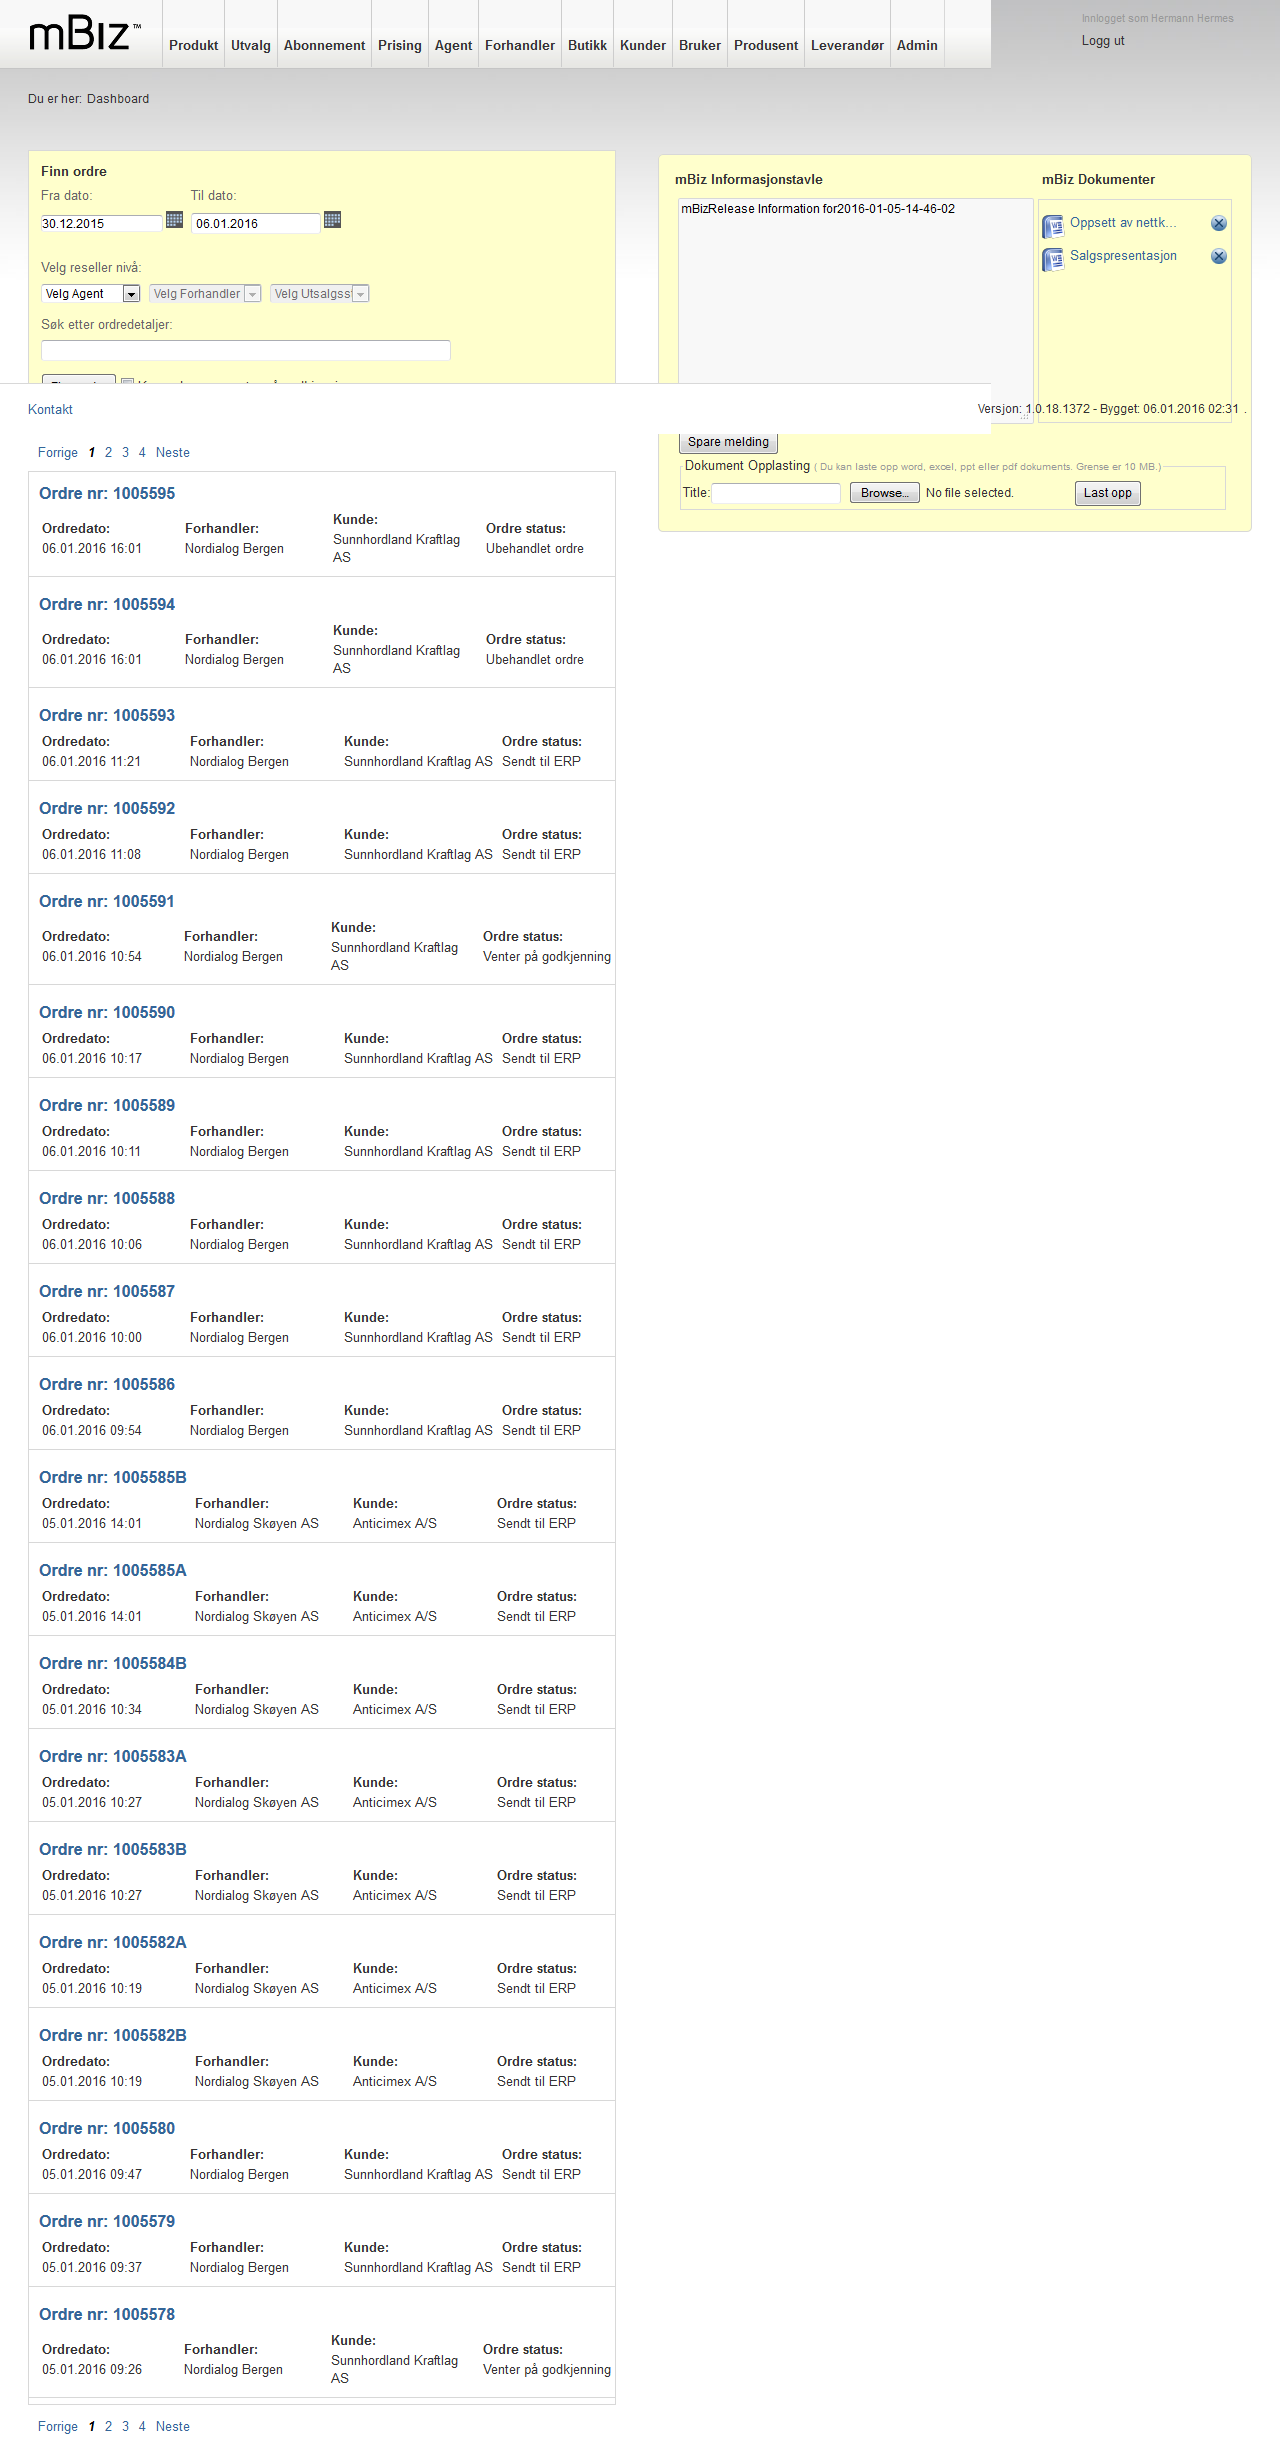 mBiz™
Produkt Utvalg Abonnement Prising Agent Forhandler Butikk Kunder Bruker Produsent Leverandør Admin
Innlogget som Hermann Hermes
Logg ut
Du er her: Dashboard
Finn ordre
Fra dato: Til dato:
30.12.2015 06.01.2016
Velg reseller nivå:
Velg Agent Velg Forhandler Velg Utsalgsst
Søk etter ordredetaljer:
mBiz Informasjonstavle
mBizRelease Information for2016-01-05-14-46-02
mBiz Dokumenter
Oppsett av nettk...
Salgspresentasjon
Kontakt
Versjon: 1.0.18.1372 - Bygget: 06.01.2016 02:31 .
Spare melding
Dokument Opplasting ( Du kan laste opp word, excel, ppt eller pdf dokuments. Grense er 10 MB.)
Title: Browse... No file selected. Last opp
Forrige 1 2 3 4 Neste
Ordre nr: 1005595
Ordredato: Forhandler: Kunde: Ordre status:
06.01.2016 16:01 Nordialog Bergen Sunnhordland Kraftlag AS Ubehandlet ordre
Ordre nr: 1005594
Ordredato: Forhandler: Kunde: Ordre status:
06.01.2016 16:01 Nordialog Bergen Sunnhordland Kraftlag AS Ubehandlet ordre
Ordre nr: 1005593
Ordredato: Forhandler: Kunde: Ordre status:
06.01.2016 11:21 Nordialog Bergen Sunnhordland Kraftlag AS Sendt til ERP
Ordre nr: 1005592
Ordredato: Forhandler: Kunde: Ordre status:
06.01.2016 11:08 Nordialog Bergen Sunnhordland Kraftlag AS Sendt til ERP
Ordre nr: 1005591
Ordredato: Forhandler: Kunde: Ordre status:
06.01.2016 10:54 Nordialog Bergen Sunnhordland Kraftlag AS Venter på godkjenning
Ordre nr: 1005590
Ordredato: Forhandler: Kunde: Ordre status:
06.01.2016 10:17 Nordialog Bergen Sunnhordland Kraftlag AS Sendt til ERP
Ordre nr: 1005589
Ordredato: Forhandler: Kunde: Ordre status:
06.01.2016 10:11 Nordialog Bergen Sunnhordland Kraftlag AS Sendt til ERP
Ordre nr: 1005588
Ordredato: Forhandler: Kunde: Ordre status:
06.01.2016 10:06 Nordialog Bergen Sunnhordland Kraftlag AS Sendt til ERP
Ordre nr: 1005587
Ordredato: Forhandler: Kunde: Ordre status:
06.01.2016 10:00 Nordialog Bergen Sunnhordland Kraftlag AS Sendt til ERP
Ordre nr: 1005586
Ordredato: Forhandler: Kunde: Ordre status:
06.01.2016 09:54 Nordialog Bergen Sunnhordland Kraftlag AS Sendt til ERP
Ordre nr: 1005585B
Ordredato: Forhandler: Kunde: Ordre status:
05.01.2016 14:01 Nordialog Skøyen AS Anticimex A/S Sendt til ERP
Ordre nr: 1005585A
Ordredato: Forhandler: Kunde: Ordre status:
05.01.2016 14:01 Nordialog Skøyen AS Anticimex A/S Sendt til ERP
Ordre nr: 1005584B
Ordredato: Forhandler: Kunde: Ordre status:
05.01.2016 10:34 Nordialog Skøyen AS Anticimex A/S Sendt til ERP
Ordre nr: 1005583A
Ordredato: Forhandler: Kunde: Ordre status:
05.01.2016 10:27 Nordialog Skøyen AS Anticimex A/S Sendt til ERP
Ordre nr: 1005583B
Ordredato: Forhandler: Kunde: Ordre status:
05.01.2016 10:27 Nordialog Skøyen AS Anticimex A/S Sendt til ERP
Ordre nr: 1005582A
Ordredato: Forhandler: Kunde: Ordre status:
05.01.2016 10:19 Nordialog Skøyen AS Anticimex A/S Sendt til ERP
Ordre nr: 1005582B
Ordredato: Forhandler: Kunde: Ordre status:
05.01.2016 10:19 Nordialog Skøyen AS Anticimex A/S Sendt til ERP
Ordre nr: 1005580
Ordredato: Forhandler: Kunde: Ordre status:
05.01.2016 09:47 Nordialog Bergen Sunnhordland Kraftlag AS Sendt til ERP
Ordre nr: 1005579
Ordredato: Forhandler: Kunde: Ordre status:
05.01.2016 09:37 Nordialog Bergen Sunnhordland Kraftlag AS Sendt til ERP
Ordre nr: 1005578
Ordredato: Forhandler: Kunde: Ordre status:
05.01.2016 09:26 Nordialog Bergen Sunnhordland Kraftlag AS Venter på godkjenning
Forrige 1 2 3 4 Neste